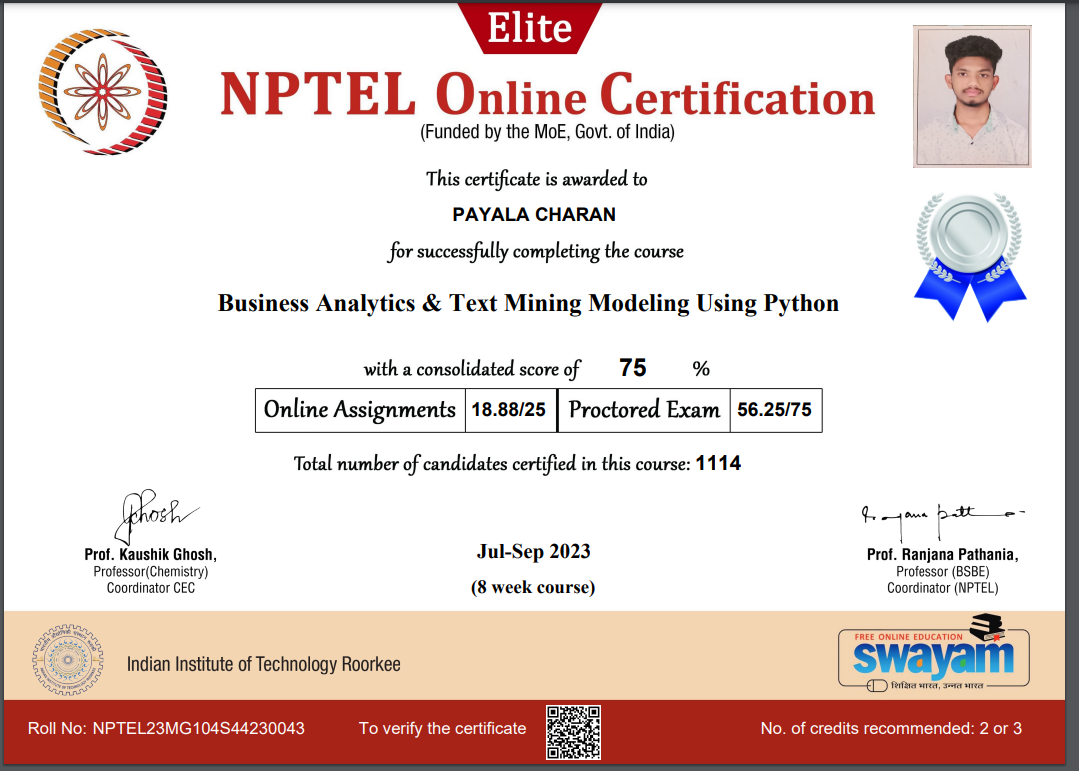 Elite
NPTEL Online Certification
(Funded by the MoE, Govt. of India)
This certificate is awarded to
PAYALA CHARAN
for successfully completing the course
Business Analytics & Text Mining Modeling Using Python
with a consolidated score of 75 %
Online Assignments 18.88/25 Proctored Exam 56.25/75
Total number of candidates certified in this course: 1114
Ghosh
Prof. Kaushik Ghosh,
Professor(Chemistry)
Coordinator CEC
Jul-Sep 2023
(8 week course)
Prof. Ranjana Pathania,
Professor (BSBE)
Coordinator (NPTEL)
Indian Institute of Technology Roorkee
FREE ONLINE EDUCATION
swayam
शिक्षित भारत, उन्नत भारत
Roll No: NPTEL23MG104S44230043
To verify the certificate
No. of credits recommended: 2 or 3